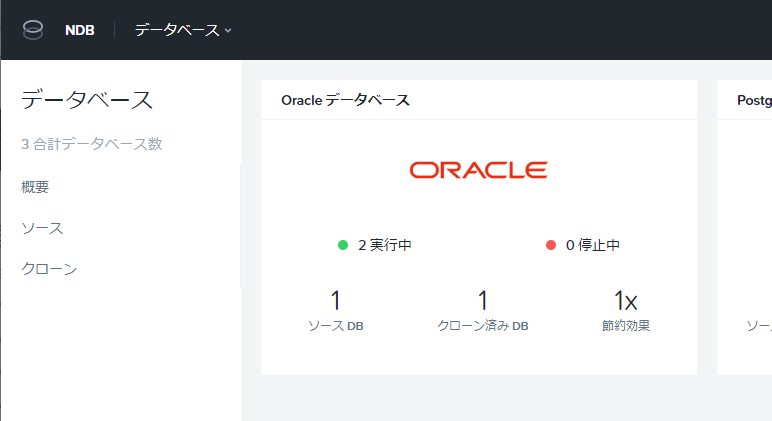 NDB データベース
データベース
3 合計データベース数
概要
ソース
クローン
Oracle データベース
ORACLE
2 実行中
0 停止中
1
ソース DB
1
クローン済み DB
1x
節約効果